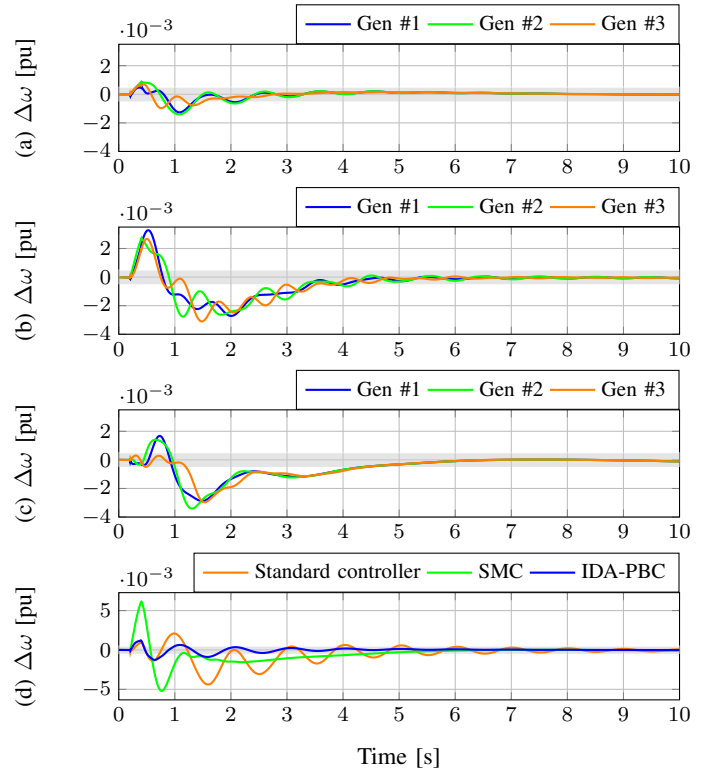 ·10⁻³
Gen #1 Gen #2 Gen #3
(a) Δω [pu]
2
0
−2
−4
0 1 2 3 4 5 6 7 8 9 10
·10⁻³
Gen #1 Gen #2 Gen #3
(b) Δω [pu]
2
0
−2
−4
0 1 2 3 4 5 6 7 8 9 10
·10⁻³
Gen #1 Gen #2 Gen #3
(c) Δω [pu]
2
0
−2
−4
0 1 2 3 4 5 6 7 8 9 10
·10⁻³
Standard controller SMC IDA-PBC
(d) Δω [pu]
5
0
−5
0 1 2 3 4 5 6 7 8 9 10
Time [s]